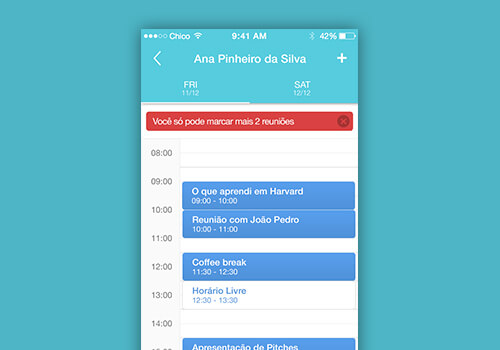 Chico 9:41 AM 42%
Ana Pinheiro da Silva +
FRI SAT
11/12 12/12
Você só pode marcar mais 2 reuniões
08:00
09:00
O que aprendi em Harvard
09:00 - 10:00
10:00
Reunião com João Pedro
10:00 - 11:00
11:00
12:00
Coffee break
11:30 - 12:30
Horário Livre
12:30 - 13:30
13:00
14:00
Apresentação de Pitches